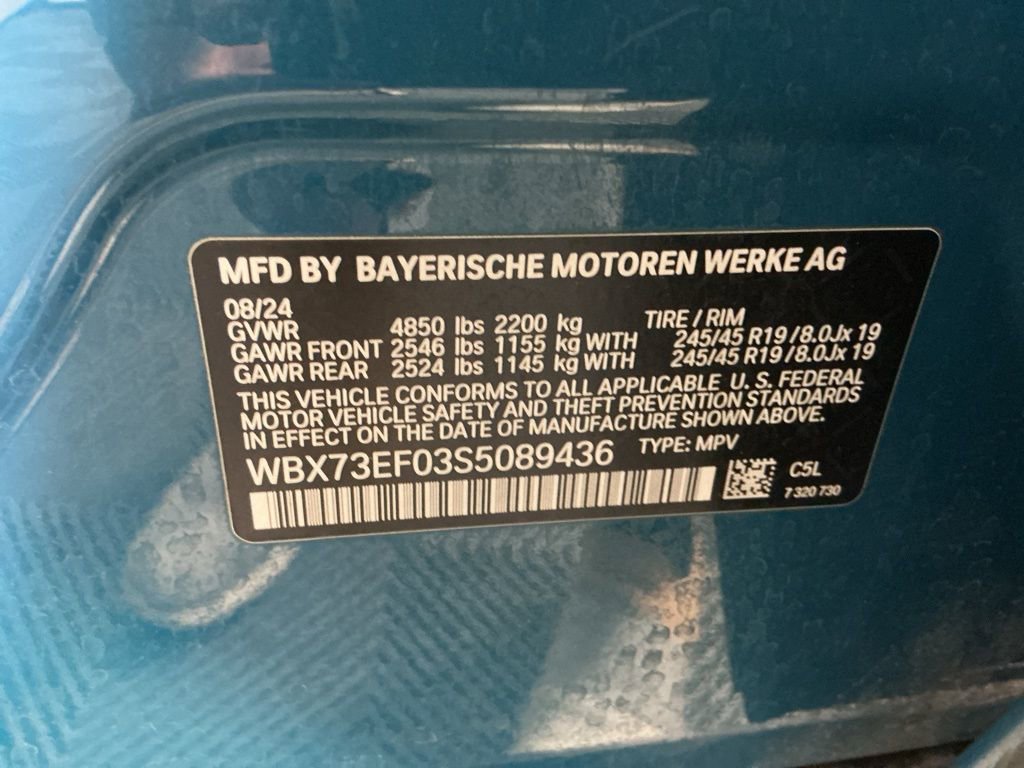 MFD BY BAYERISCHE MOTOREN WERKE AG
08/24 TIRE / RIM
GVWR 4850 lbs 2200 kg
GAWR FRONT 2546 lbs 1155 kg WITH 245/45 R19 / 8.0Jx 19
GAWR REAR 2524 lbs 1145 kg WITH 245/45 R19 / 8.0Jx 19
THIS VEHICLE CONFORMS TO ALL APPLICABLE U. S. FEDERAL
MOTOR VEHICLE SAFETY AND THEFT PREVENTION STANDARDS
IN EFFECT ON THE DATE OF MANUFACTURE SHOWN ABOVE.
WBX73EF03S5089436 TYPE: MPV
C5L
7 320 730